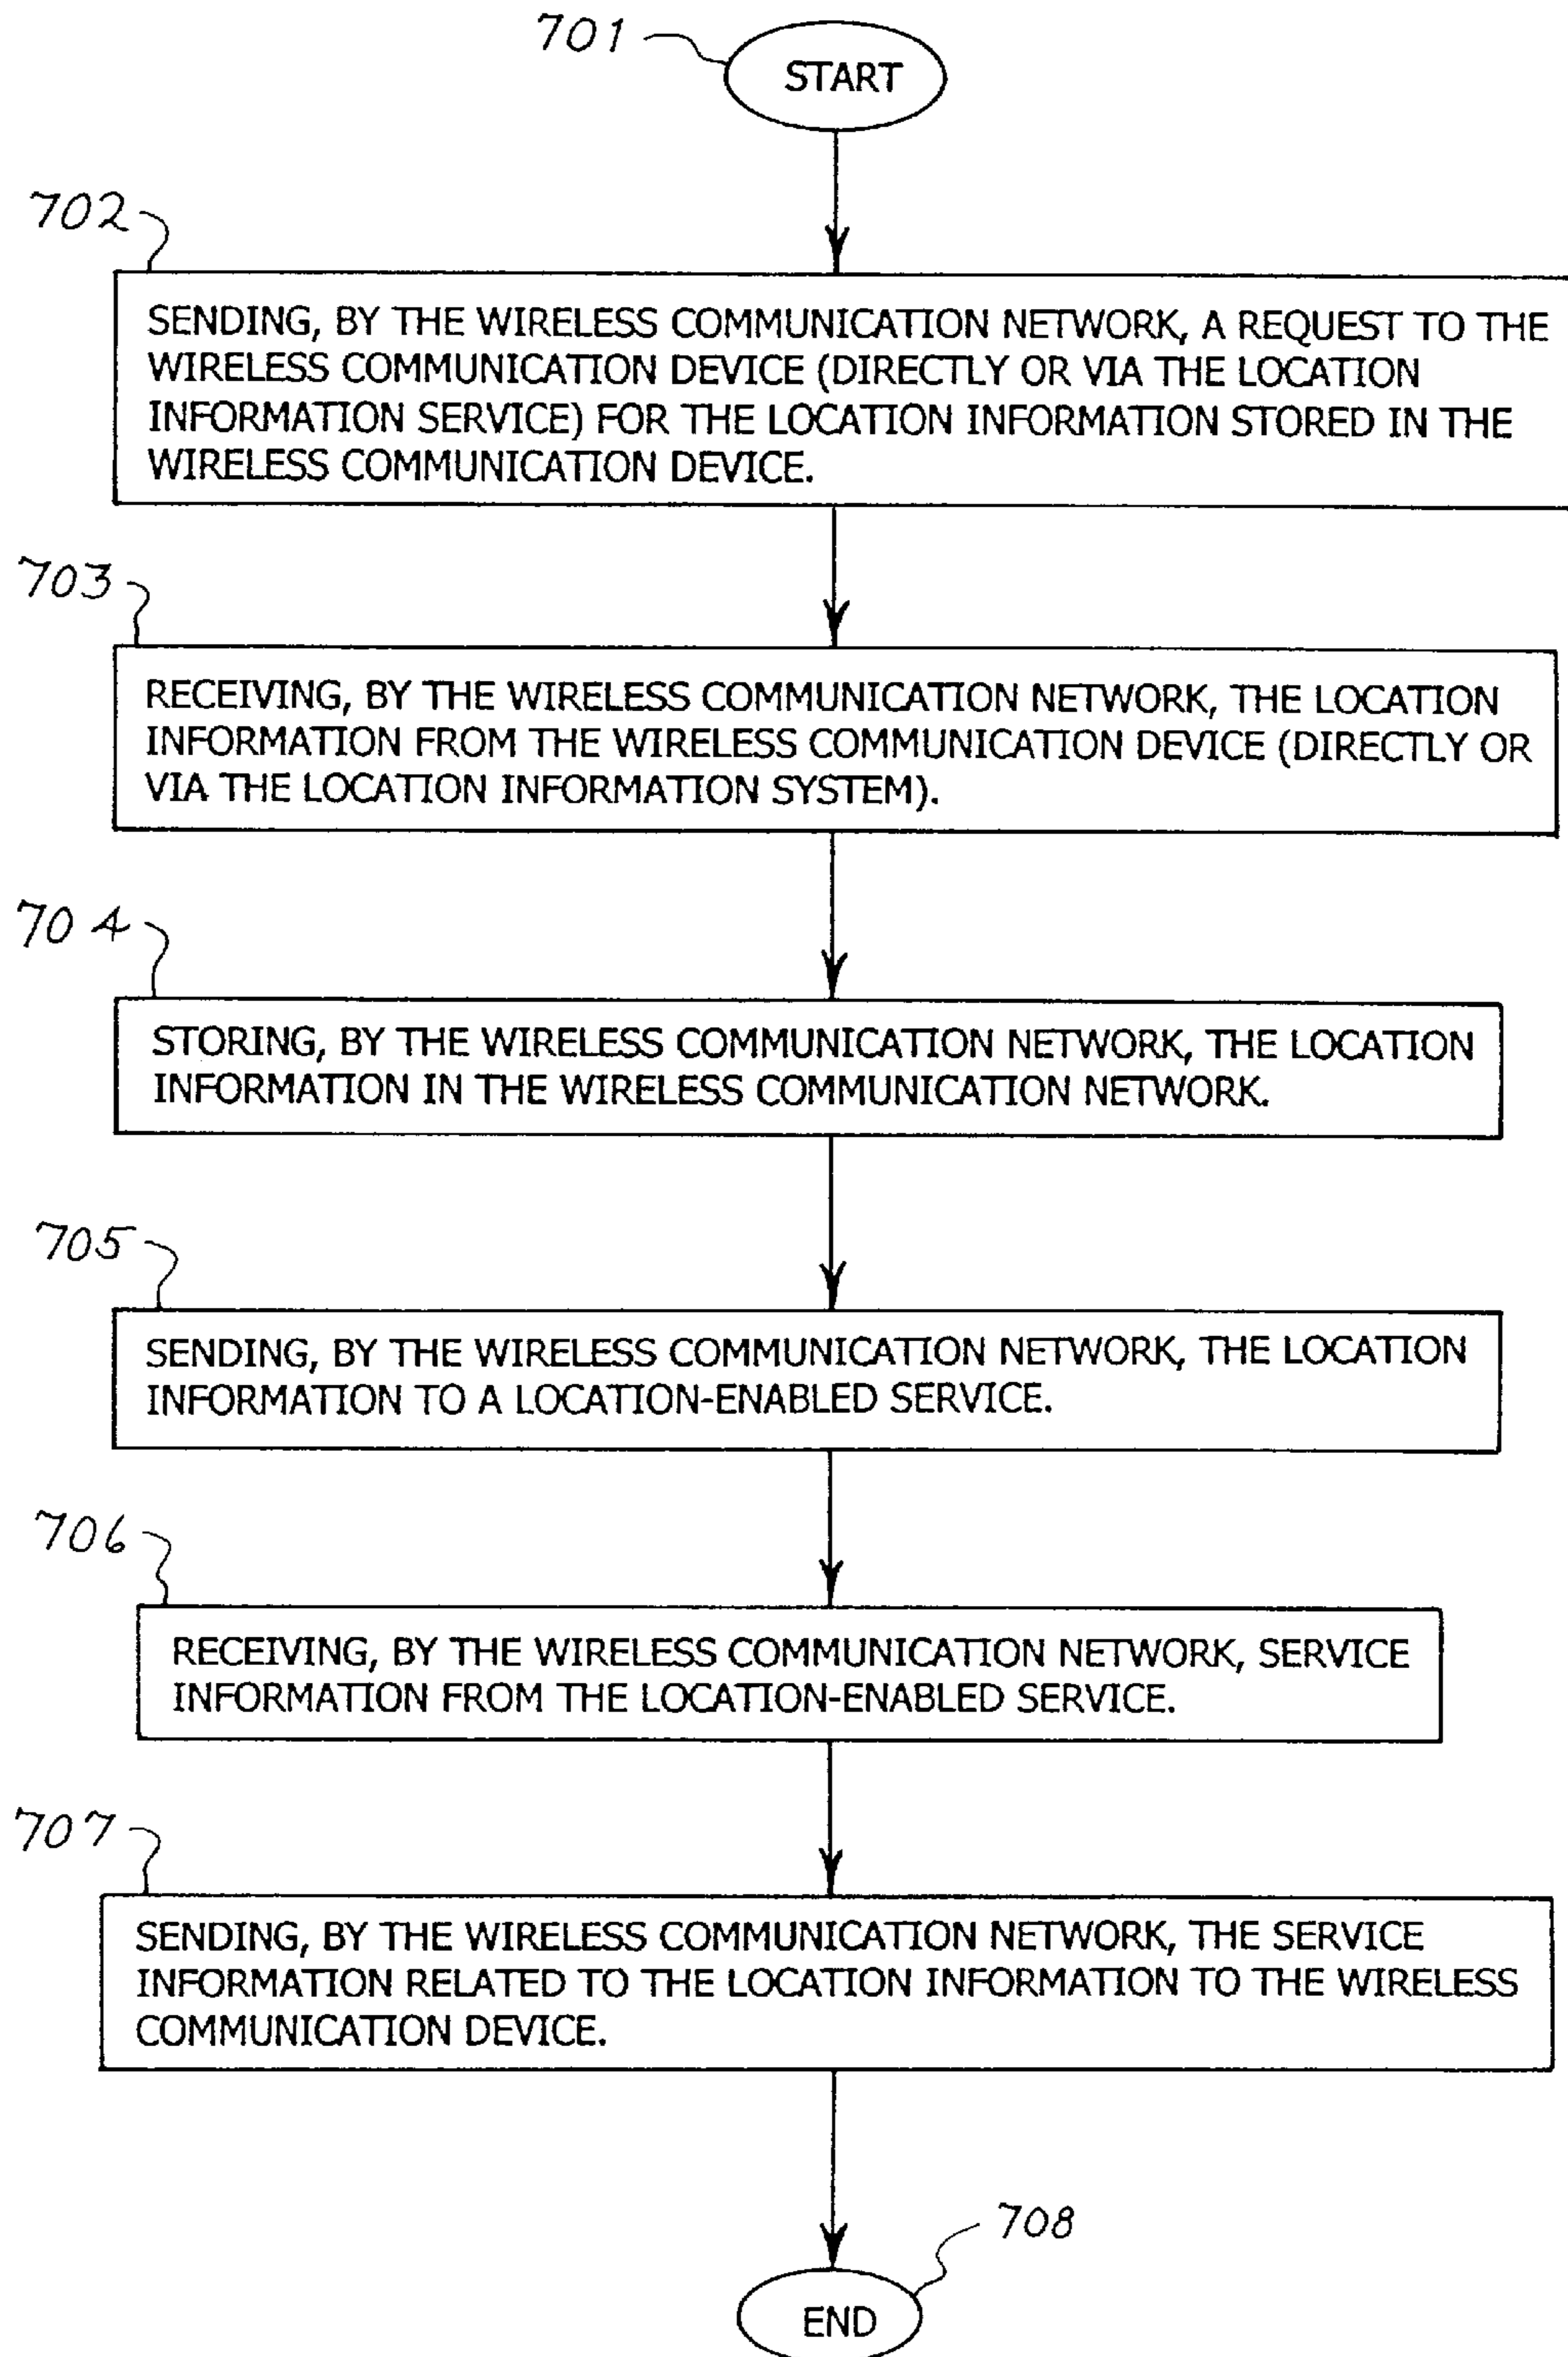 701
START
702
SENDING, BY THE WIRELESS COMMUNICATION NETWORK, A REQUEST TO THE
WIRELESS COMMUNICATION DEVICE (DIRECTLY OR VIA THE LOCATION
INFORMATION SERVICE) FOR THE LOCATION INFORMATION STORED IN THE
WIRELESS COMMUNICATION DEVICE.
703
RECEIVING, BY THE WIRELESS COMMUNICATION NETWORK, THE LOCATION
INFORMATION FROM THE WIRELESS COMMUNICATION DEVICE (DIRECTLY OR
VIA THE LOCATION INFORMATION SYSTEM).
704
STORING, BY THE WIRELESS COMMUNICATION NETWORK, THE LOCATION
INFORMATION IN THE WIRELESS COMMUNICATION NETWORK.
705
SENDING, BY THE WIRELESS COMMUNICATION NETWORK, THE LOCATION
INFORMATION TO A LOCATION-ENABLED SERVICE.
706
RECEIVING, BY THE WIRELESS COMMUNICATION NETWORK, SERVICE
INFORMATION FROM THE LOCATION-ENABLED SERVICE.
707
SENDING, BY THE WIRELESS COMMUNICATION NETWORK, THE SERVICE
INFORMATION RELATED TO THE LOCATION INFORMATION TO THE WIRELESS
COMMUNICATION DEVICE.
708
END